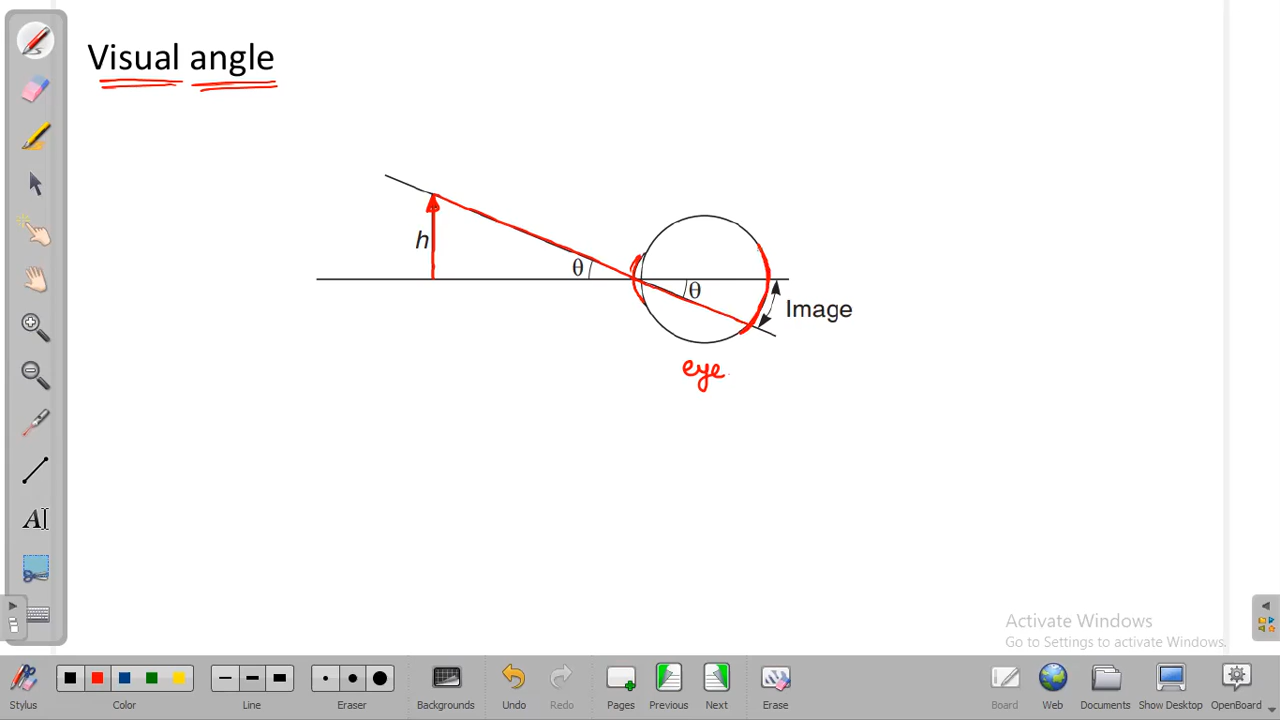 Visual angle
h
θ
θ
Image
eye
AI
Activate Windows
Go to Settings to activate Windows.
Stylus
Color
Line
Eraser
Backgrounds
Undo
Redo
Pages
Previous
Next
Erase
Board
Web
Documents
Show Desktop
OpenBoard